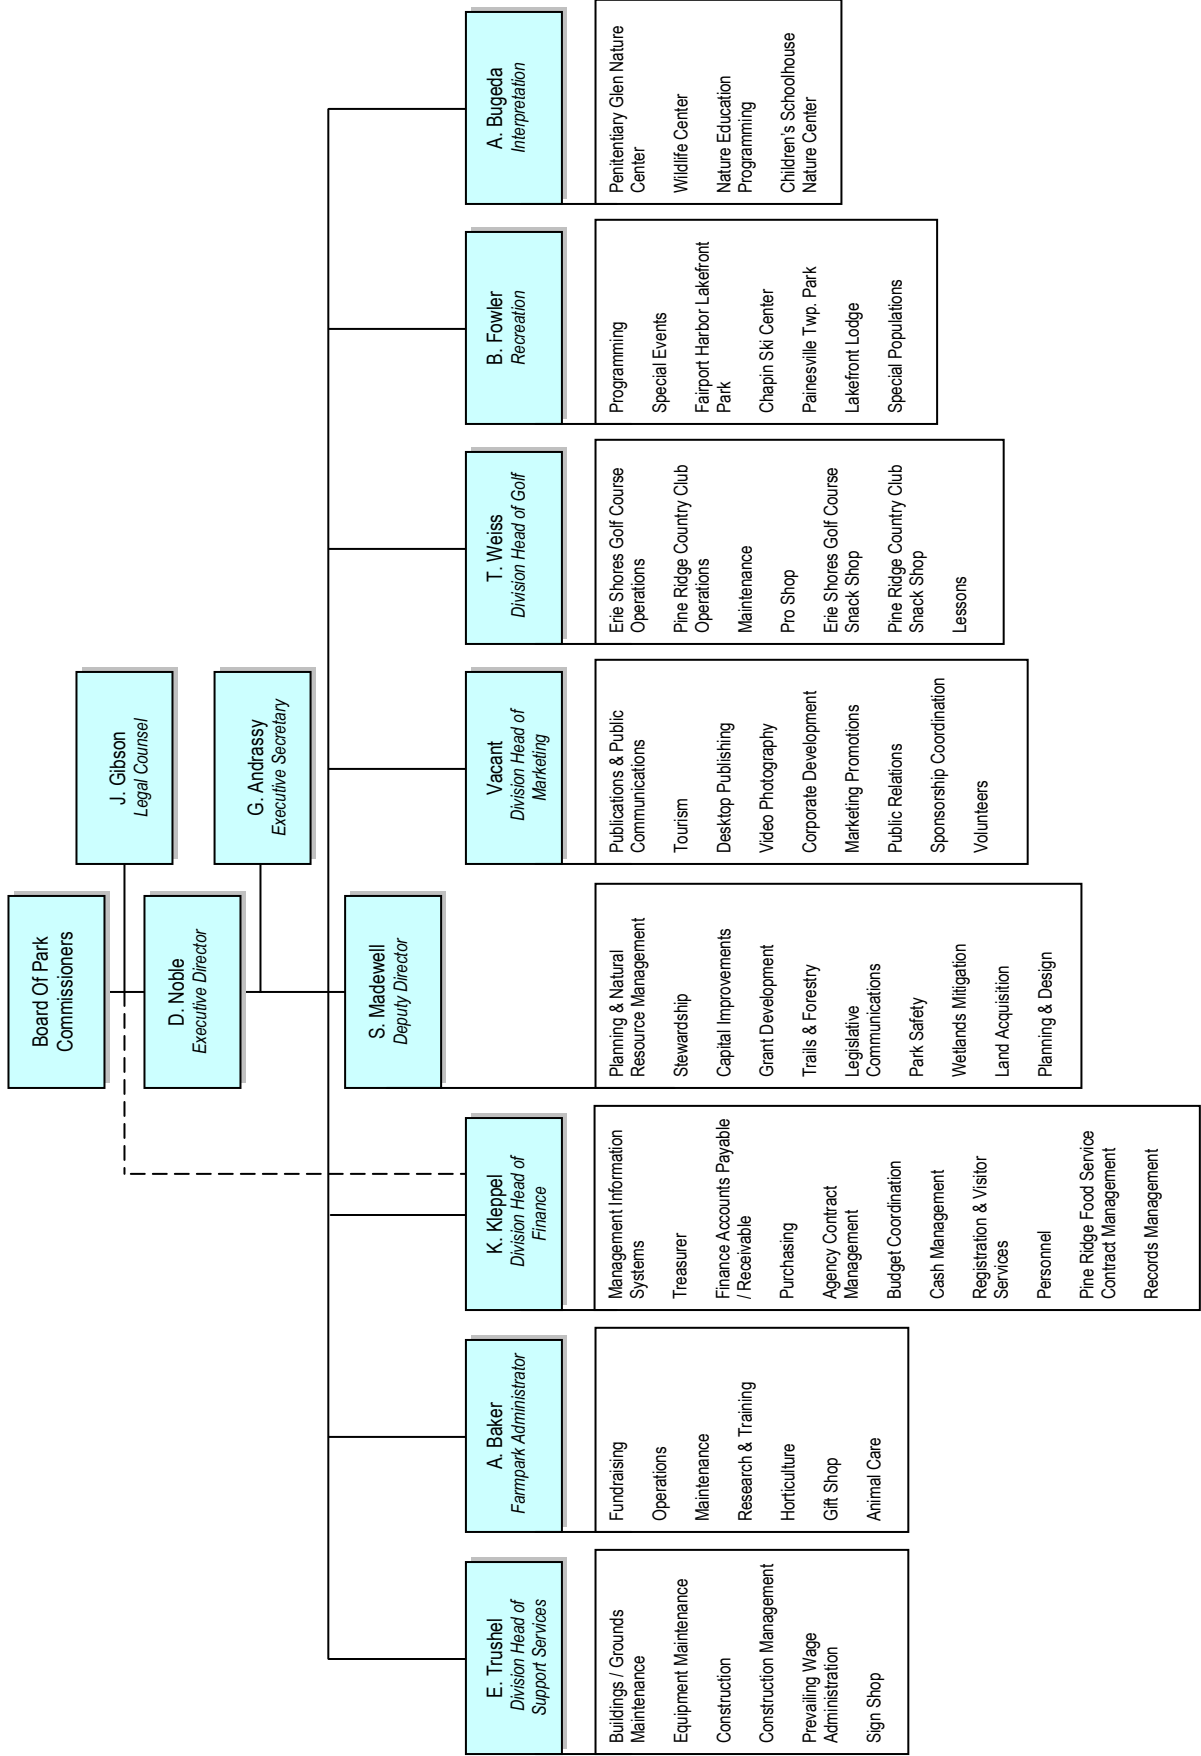 Board Of Park
Commissioners
J. Gibson
Legal Counsel
D. Noble
Executive Director
G. Andrassy
Executive Secretary
S. Madewell
Deputy Director
E. Trushel
Division Head of
Support Services
A. Baker
Farmpark Administrator
K. Kleppel
Division Head of
Finance
Vacant
Division Head of
Marketing
T. Weiss
Division Head of Golf
B. Fowler
Recreation
A. Bugeda
Interpretation
Buildings / Grounds
Maintenance
Equipment Maintenance
Construction
Construction Management
Prevailing Wage
Administration
Sign Shop
Fundraising
Operations
Maintenance
Research & Training
Horticulture
Gift Shop
Animal Care
Management Information
Systems
Treasurer
Finance Accounts Payable
/ Receivable
Purchasing
Agency Contract
Management
Budget Coordination
Cash Management
Registration & Visitor
Services
Personnel
Pine Ridge Food Service
Contract Management
Records Management
Planning & Natural
Resource Management
Stewardship
Capital Improvements
Grant Development
Trails & Forestry
Legislative
Communications
Park Safety
Wetlands Mitigation
Land Acquisition
Planning & Design
Publications & Public
Communications
Tourism
Desktop Publishing
Video Photography
Corporate Development
Marketing Promotions
Public Relations
Sponsorship Coordination
Volunteers
Erie Shores Golf Course
Operations
Pine Ridge Country Club
Operations
Maintenance
Pro Shop
Erie Shores Golf Course
Snack Shop
Pine Ridge Country Club
Snack Shop
Lessons
Programming
Special Events
Fairport Harbor Lakefront
Park
Chapin Ski Center
Painesville Twp. Park
Lakefront Lodge
Special Populations
Penitentiary Glen Nature
Center
Wildlife Center
Nature Education
Programming
Children's Schoolhouse
Nature Center